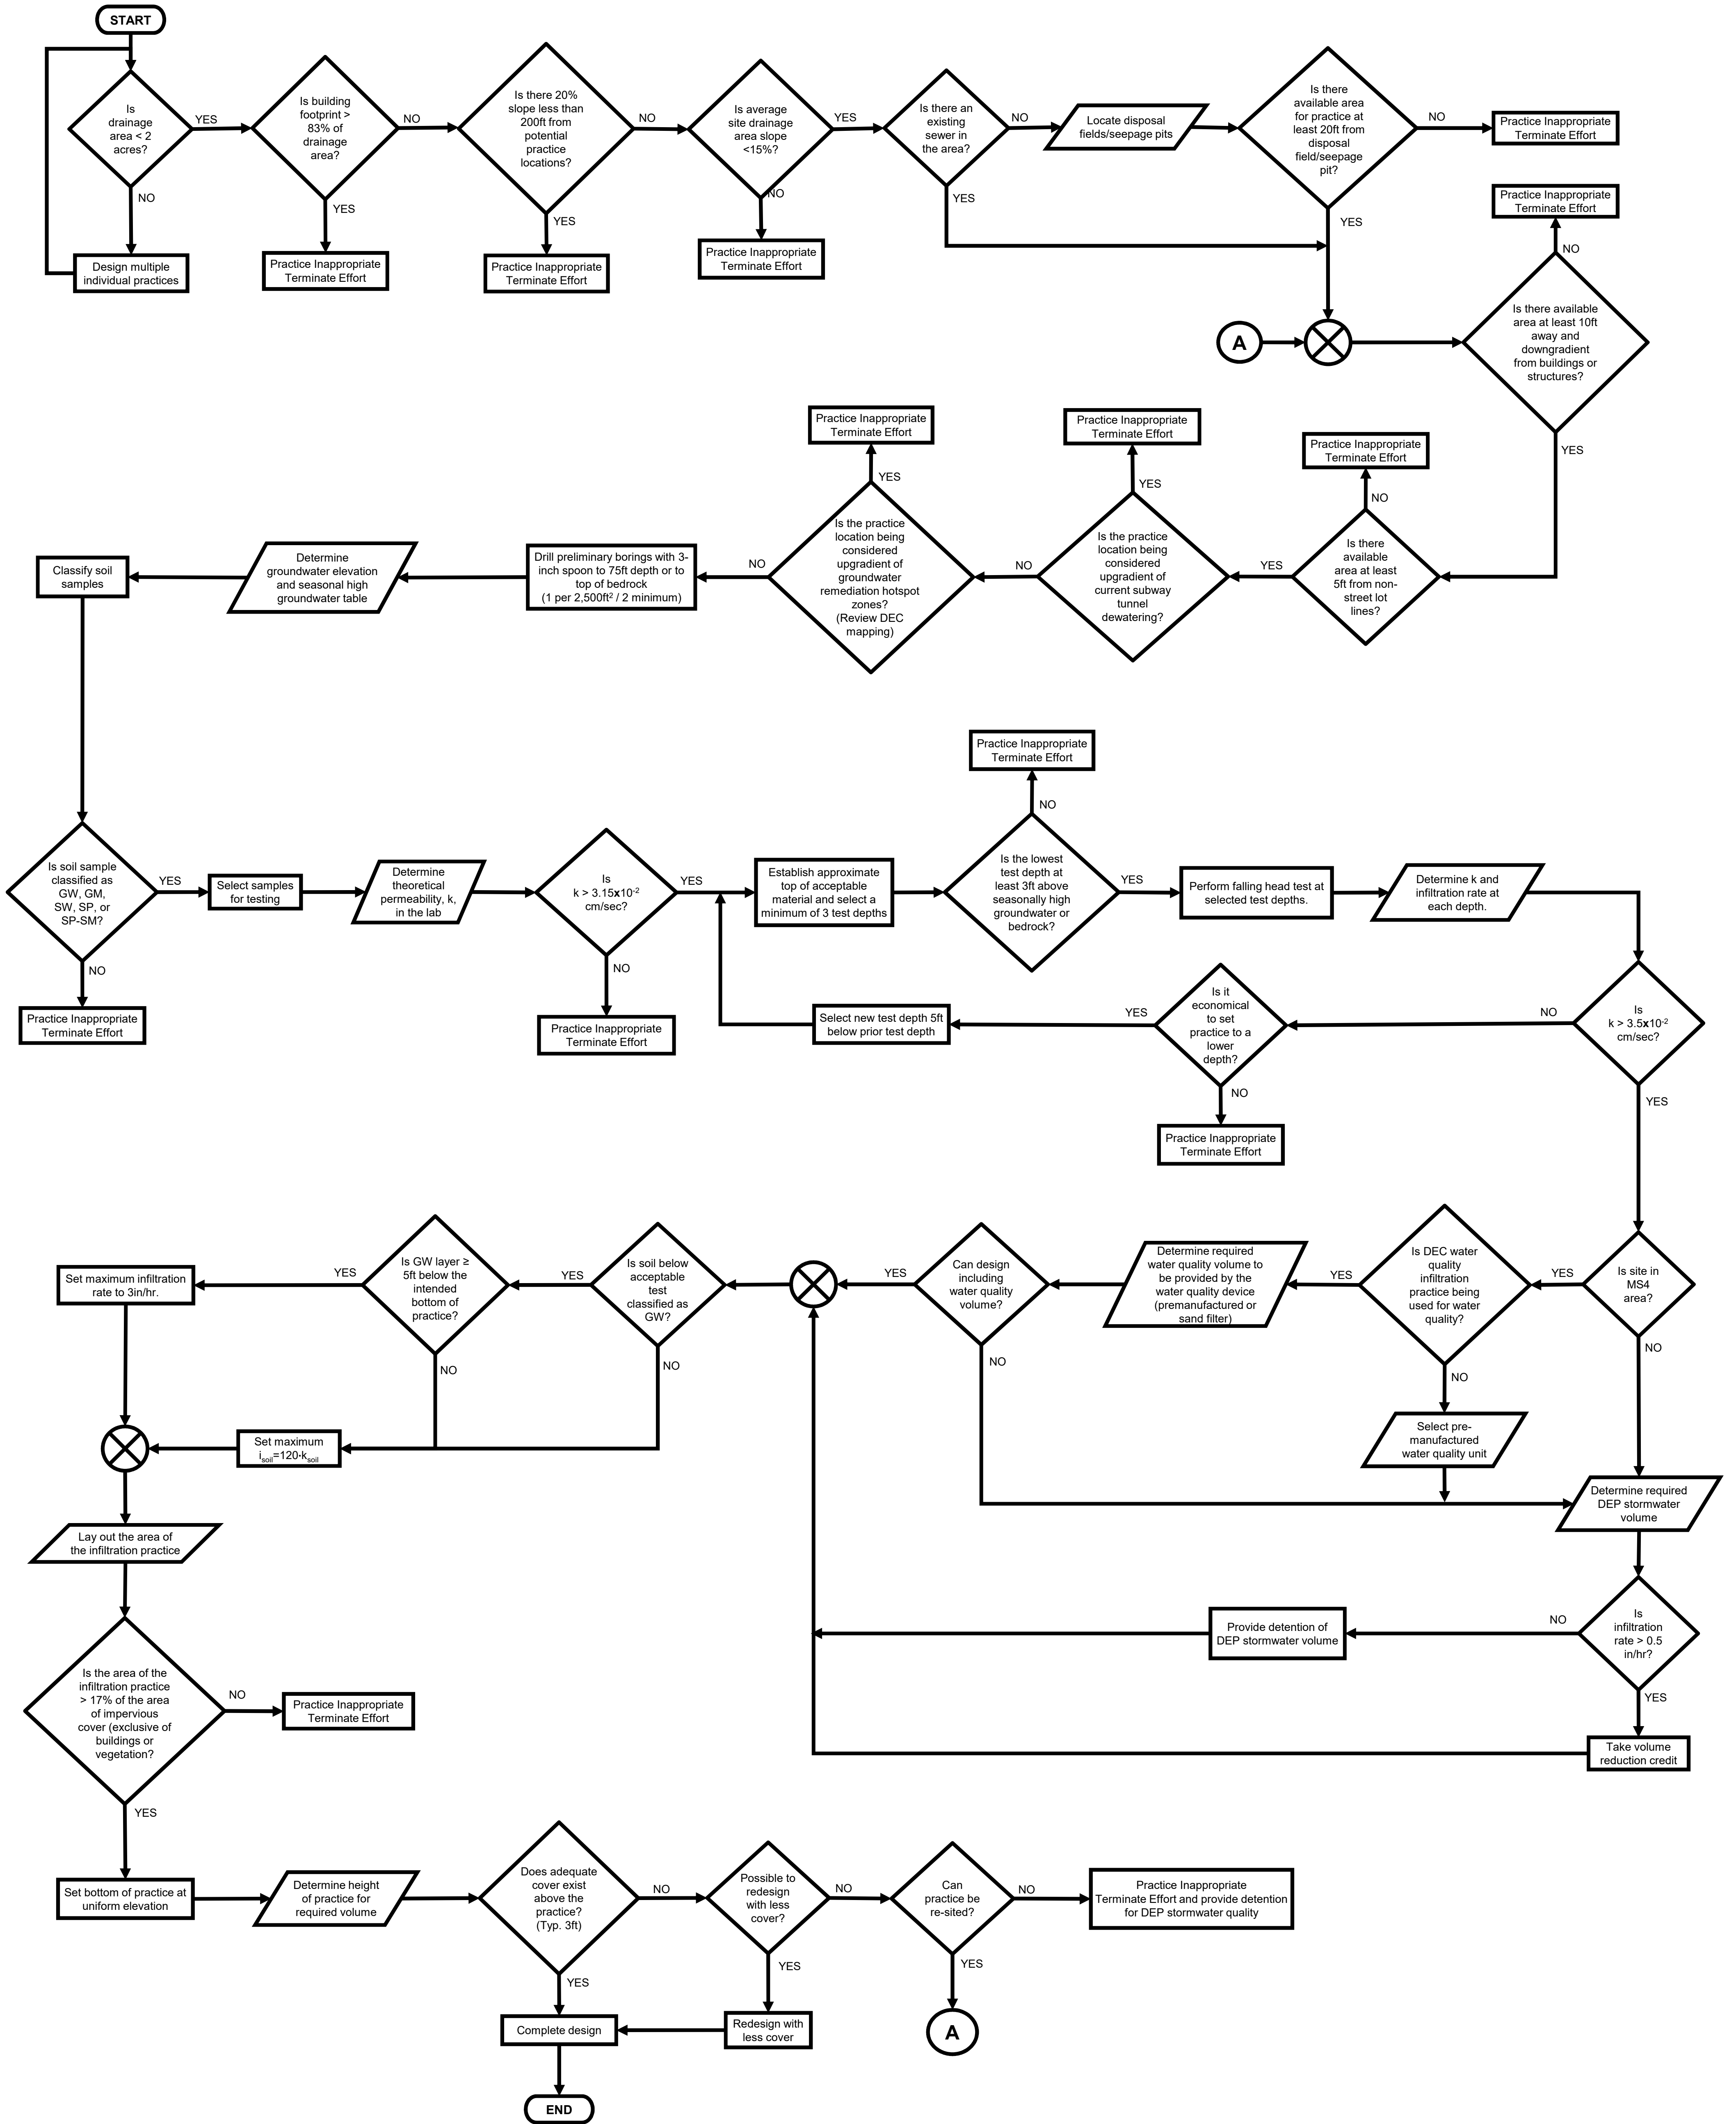 START
Is
drainage
area < 2
acres?
YES
NO
Design multiple
individual practices
Is building
footprint >
83% of
drainage
area?
NO
YES
Practice Inappropriate
Terminate Effort
Is there 20%
slope less than
200ft from
potential
practice
locations?
NO
YES
Practice Inappropriate
Terminate Effort
Is average
site drainage
area slope
<15%?
YES
NO
Practice Inappropriate
Terminate Effort
Is there an
existing
sewer in
the area?
NO
YES
Locate disposal
fields/seepage pits
Is there
available area
for practice at
least 20ft from
disposal
field/seepage
pit?
NO
Practice Inappropriate
Terminate Effort
YES
A
Is there available
area at least 10ft
away and
downgradient
from buildings or
structures?
NO
Practice Inappropriate
Terminate Effort
YES
Is there
available
area at least
5ft from non-
street lot
lines?
NO
Practice Inappropriate
Terminate Effort
YES
Is the practice
location being
considered
upgradient of
current subway
tunnel
dewatering?
YES
Practice Inappropriate
Terminate Effort
NO
Is the practice
location being
considered
upgradient of
groundwater
remediation hotspot
zones?
(Review DEC
mapping)
YES
Practice Inappropriate
Terminate Effort
NO
Drill preliminary borings with 3-
inch spoon to 75ft depth or to
top of bedrock
(1 per 2,500ft² / 2 minimum)
Determine
groundwater elevation
and seasonal high
groundwater table
Classify soil
samples
Is soil sample
classified as
GW, GM,
SW, SP, or
SP-SM?
YES
NO
Practice Inappropriate
Terminate Effort
Select samples
for testing
Determine
theoretical
permeability, k,
in the lab
Is
k > 3.15x10⁻²
cm/sec?
YES
NO
Practice Inappropriate
Terminate Effort
Establish approximate
top of acceptable
material and select a
minimum of 3 test depths
Is the lowest
test depth at
least 3ft above
seasonally high
groundwater or
bedrock?
NO
Practice Inappropriate
Terminate Effort
YES
Perform falling head test at
selected test depths.
Determine k and
infiltration rate at
each depth.
Is
k > 3.5x10⁻²
cm/sec?
NO
YES
Is it
economical
to set
practice to a
lower
depth?
YES
NO
Practice Inappropriate
Terminate Effort
Select new test depth 5ft
below prior test depth
Is site in
MS4
area?
YES
NO
Is DEC water
quality
infiltration
practice being
used for water
quality?
YES
NO
Select pre-
manufactured
water quality unit
Determine required
water quality volume to
be provided by the
water quality device
(premanufactured or
sand filter)
Can design
including
water quality
volume?
YES
NO
Determine required
DEP stormwater
volume
Is
infiltration
rate > 0.5
in/hr?
NO
YES
Provide detention of
DEP stormwater volume
Take volume
reduction credit
Is soil below
acceptable
test
classified as
GW?
YES
NO
Is GW layer ≥
5ft below the
intended
bottom of
practice?
YES
NO
Set maximum infiltration
rate to 3in/hr.
Set maximum
isoil=120·ksoil
Lay out the area of
the infiltration practice
Is the area of the
infiltration practice
> 17% of the area
of impervious
cover (exclusive of
buildings or
vegetation?
NO
Practice Inappropriate
Terminate Effort
YES
Set bottom of practice at
uniform elevation
Determine height
of practice for
required volume
Does adequate
cover exist
above the
practice?
(Typ. 3ft)
NO
YES
Possible to
redesign
with less
cover?
NO
YES
Can
practice be
re-sited?
NO
YES
Practice Inappropriate
Terminate Effort and provide detention
for DEP stormwater quality
Complete design
Redesign with
less cover
A
END